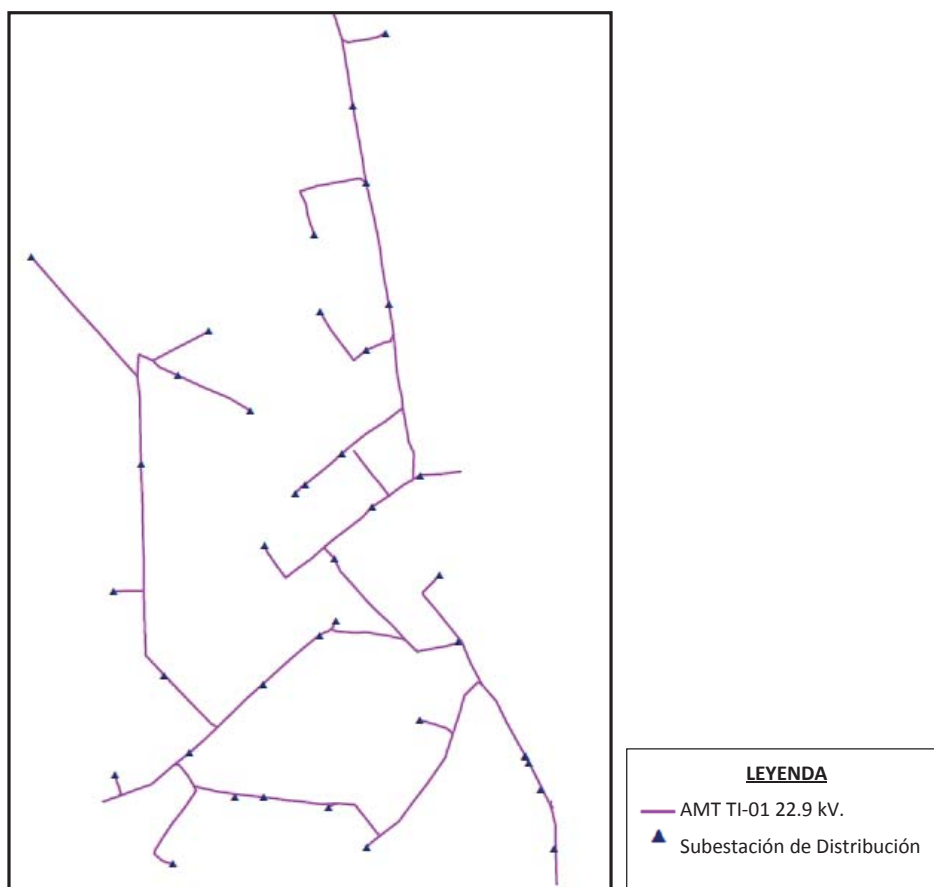 LEYENDA
AMT TI-01 22.9 kV.
Subestación de Distribución